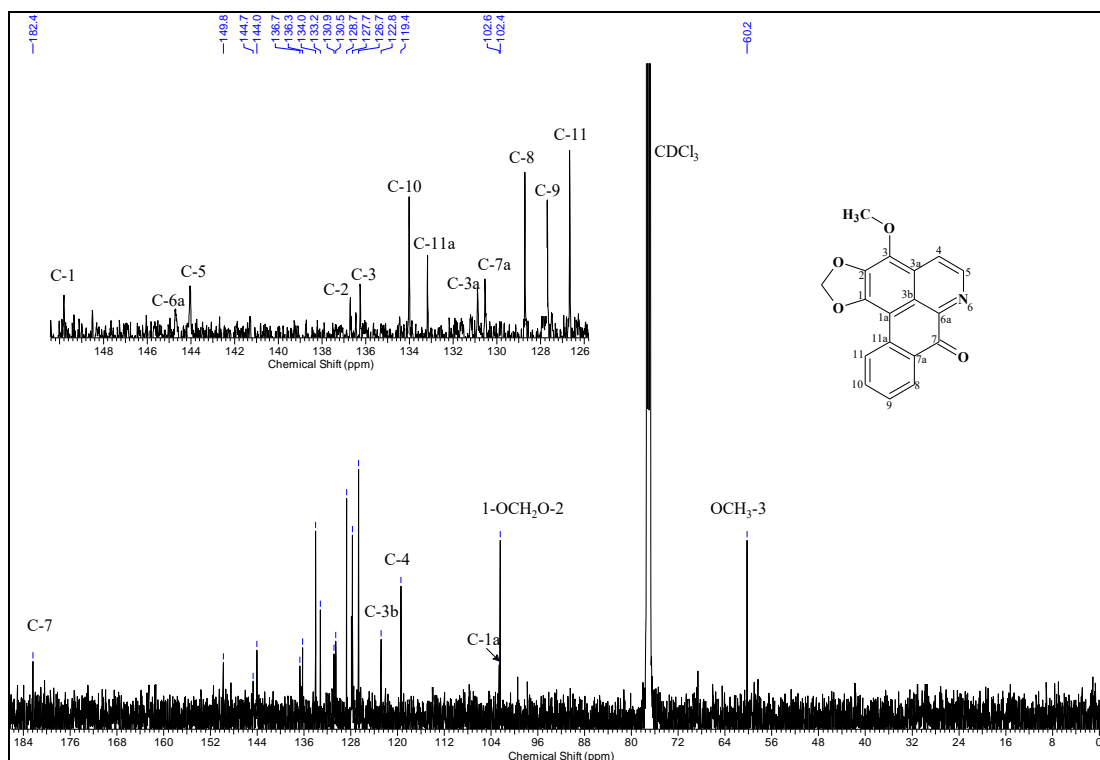 182.4
149.8
144.7
144.0
136.7
136.3
134.0
133.2
130.9
130.5
128.7
127.7
126.7
122.8
119.4
102.6
102.4
60.2
C-1
C-6a
C-5
C-2
C-3
C-10
C-11a
C-3a
C-7a
C-8
C-9
C-11
148 146 144 142 140 138 136 134 132 130 128 126
Chemical Shift (ppm)
CDCl3
H3C
O
3
4
3a
5
O
2
3b
N
6
O
1
1a
6a
11a
7
O
11
7a
10
8
9
C-7
C-3b
C-4
C-1a
1-OCH2O-2
OCH3-3
184 176 168 160 152 144 136 128 120 112 104 96 88 80 72 64 56 48 40 32 24 16 8 0
Chemical Shift (ppm)